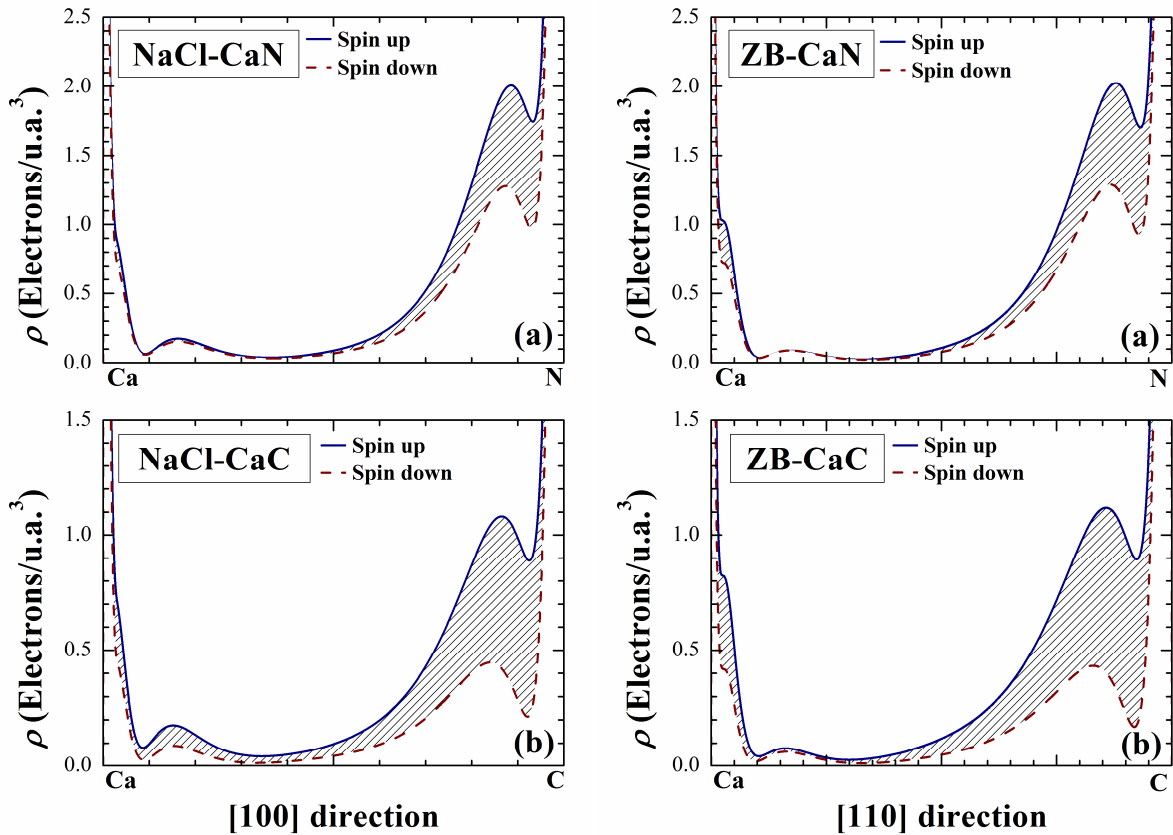 NaCl-CaN
Spin up
Spin down
ρ (Electrons/u.a.³)
2.5
2.0
1.5
1.0
0.5
0.0
(a)
Ca
N
ZB-CaN
Spin up
Spin down
ρ (Electrons/u.a.³)
2.5
2.0
1.5
1.0
0.5
0.0
(a)
Ca
N
NaCl-CaC
Spin up
Spin down
ρ (Electrons/u.a.³)
1.5
1.0
0.5
0.0
(b)
Ca
C
[100] direction
ZB-CaC
Spin up
Spin down
ρ (Electrons/u.a.³)
1.5
1.0
0.5
0.0
(b)
Ca
C
[110] direction